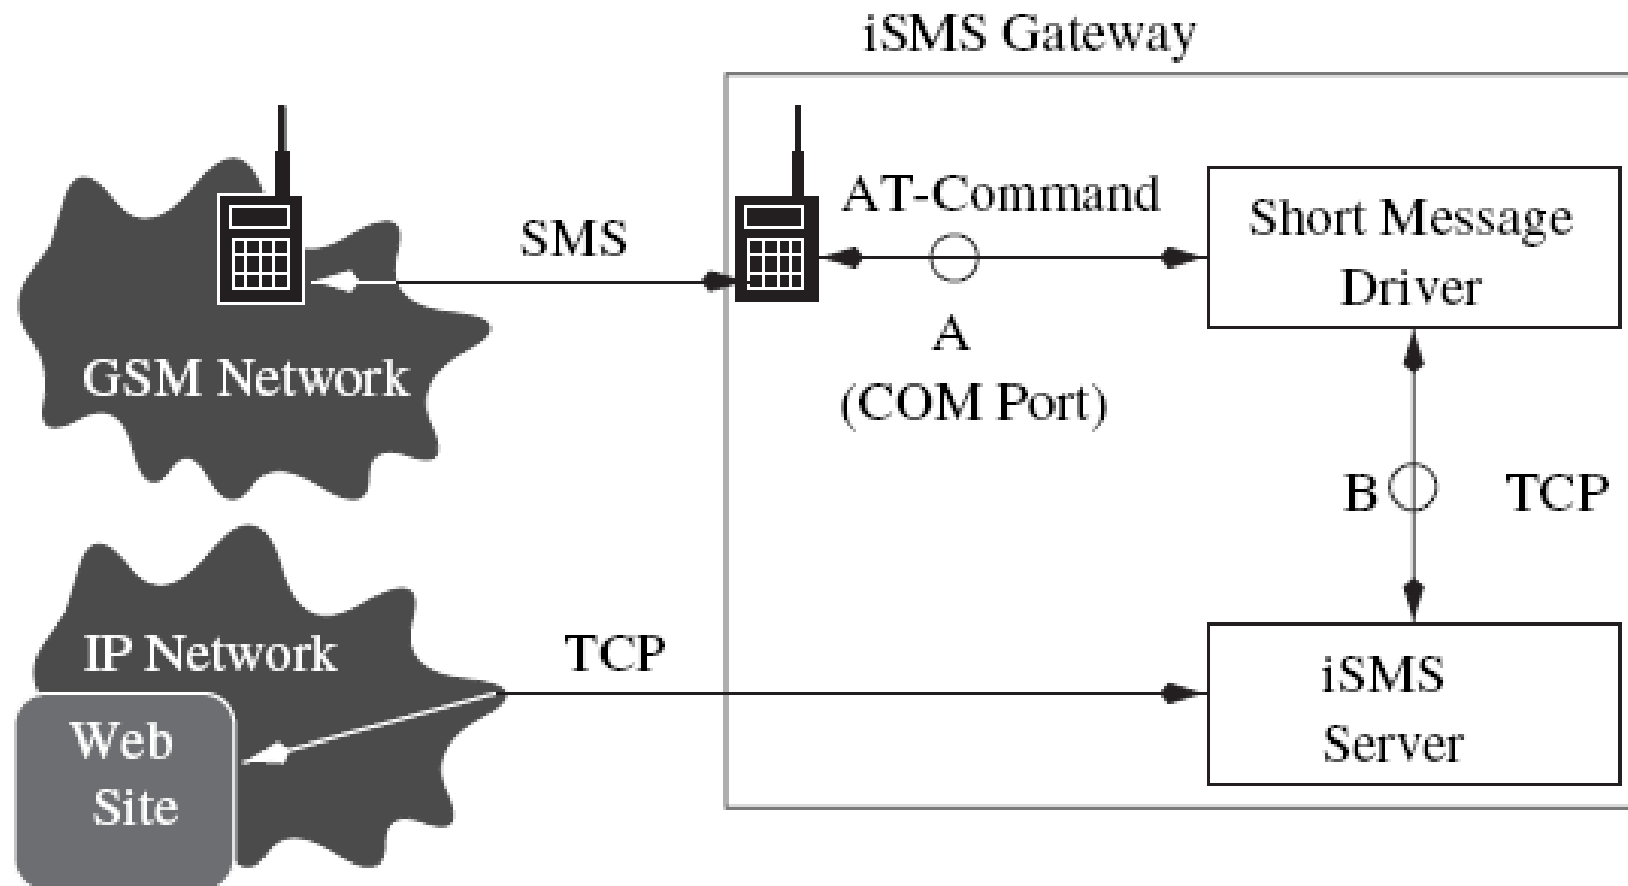 iSMS Gateway
AT-Command
SMS
Short Message
Driver
A
(COM Port)
GSM Network
B
TCP
IP Network
TCP
iSMS
Server
Web
Site